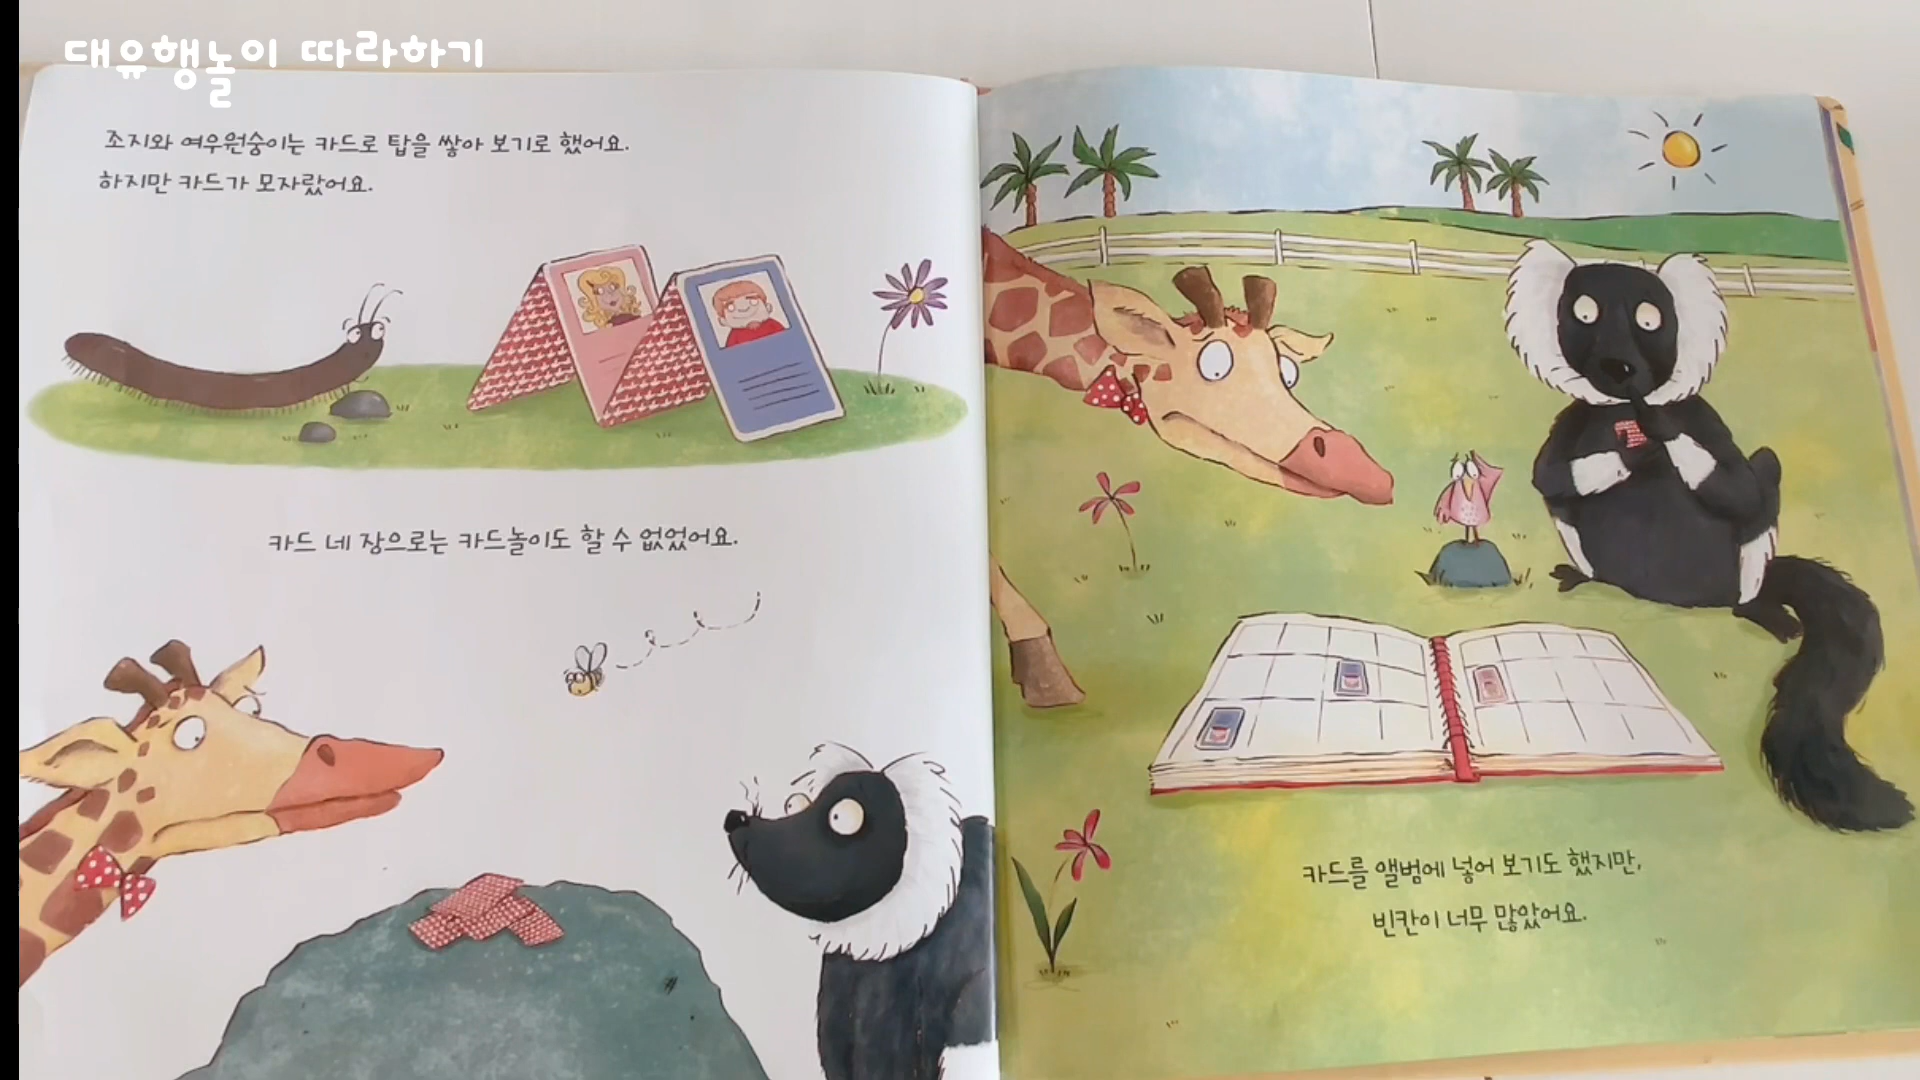 대유행놀이 따라하기
조지와 여우원숭이는 카드로 탑을 쌓아 보기로 했어요.
하지만 카드가 모자랐어요.
카드 네 장으로는 카드놀이도 할 수 없었어요.
카드를 앨범에 넣어 보기도 했지만,
빈칸이 너무 많았어요.